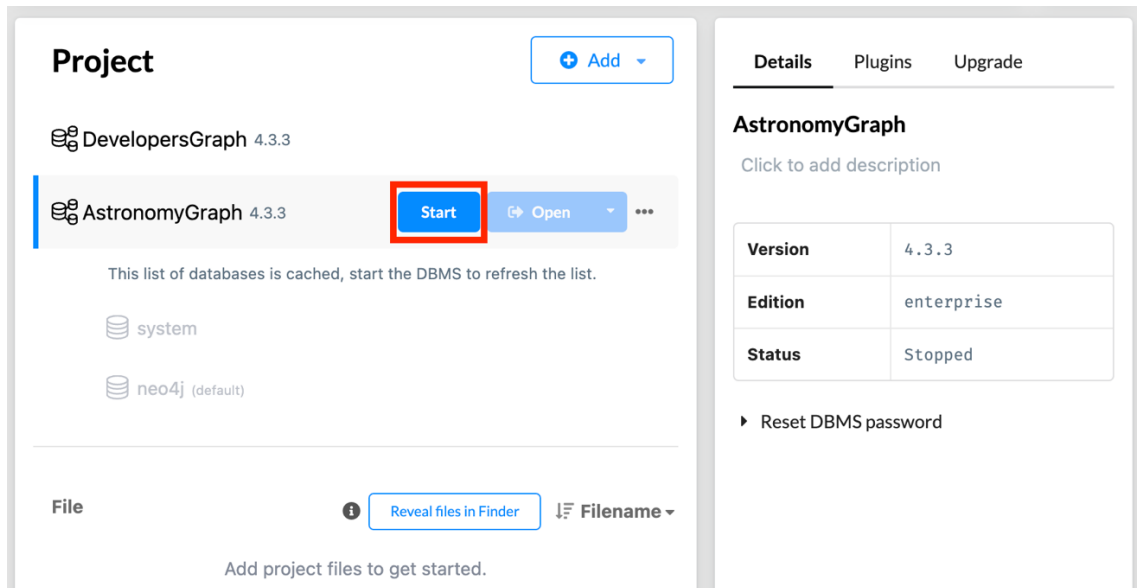 Project
Add
DevelopersGraph 4.3.3
AstronomyGraph 4.3.3
Start
Open
This list of databases is cached, start the DBMS to refresh the list.
system
neo4j (default)
File
Reveal files in Finder
Filename
Add project files to get started.
Details Plugins Upgrade
AstronomyGraph
Click to add description
Version 4.3.3
Edition enterprise
Status Stopped
Reset DBMS password